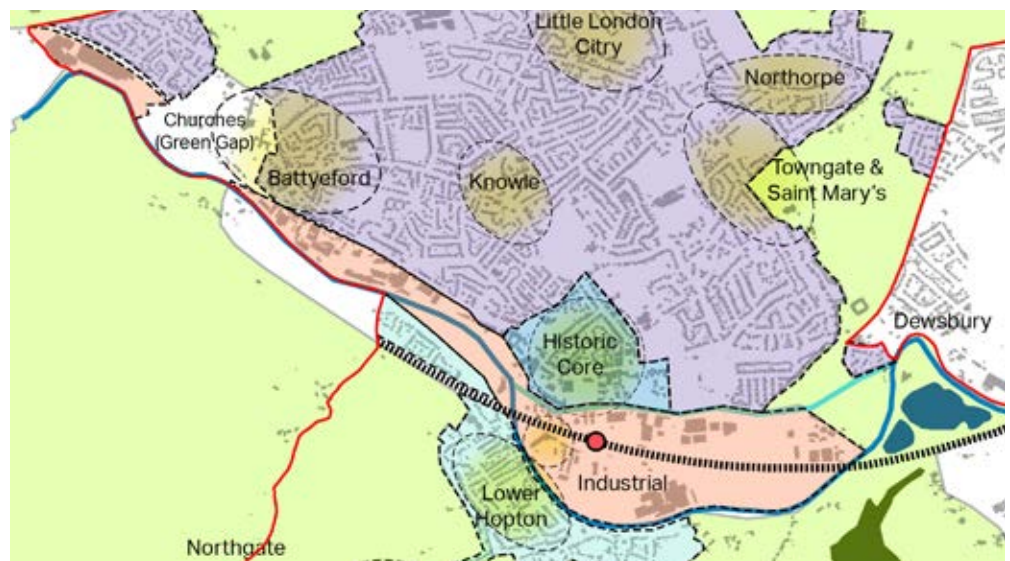 Little London
Citry
Northorpe
Churches
(Green Gap)
Battyeford
Knowle
Towngate &
Saint Mary's
Dewsbury
Historic
Core
Industrial
Lower
Hopton
Northgate